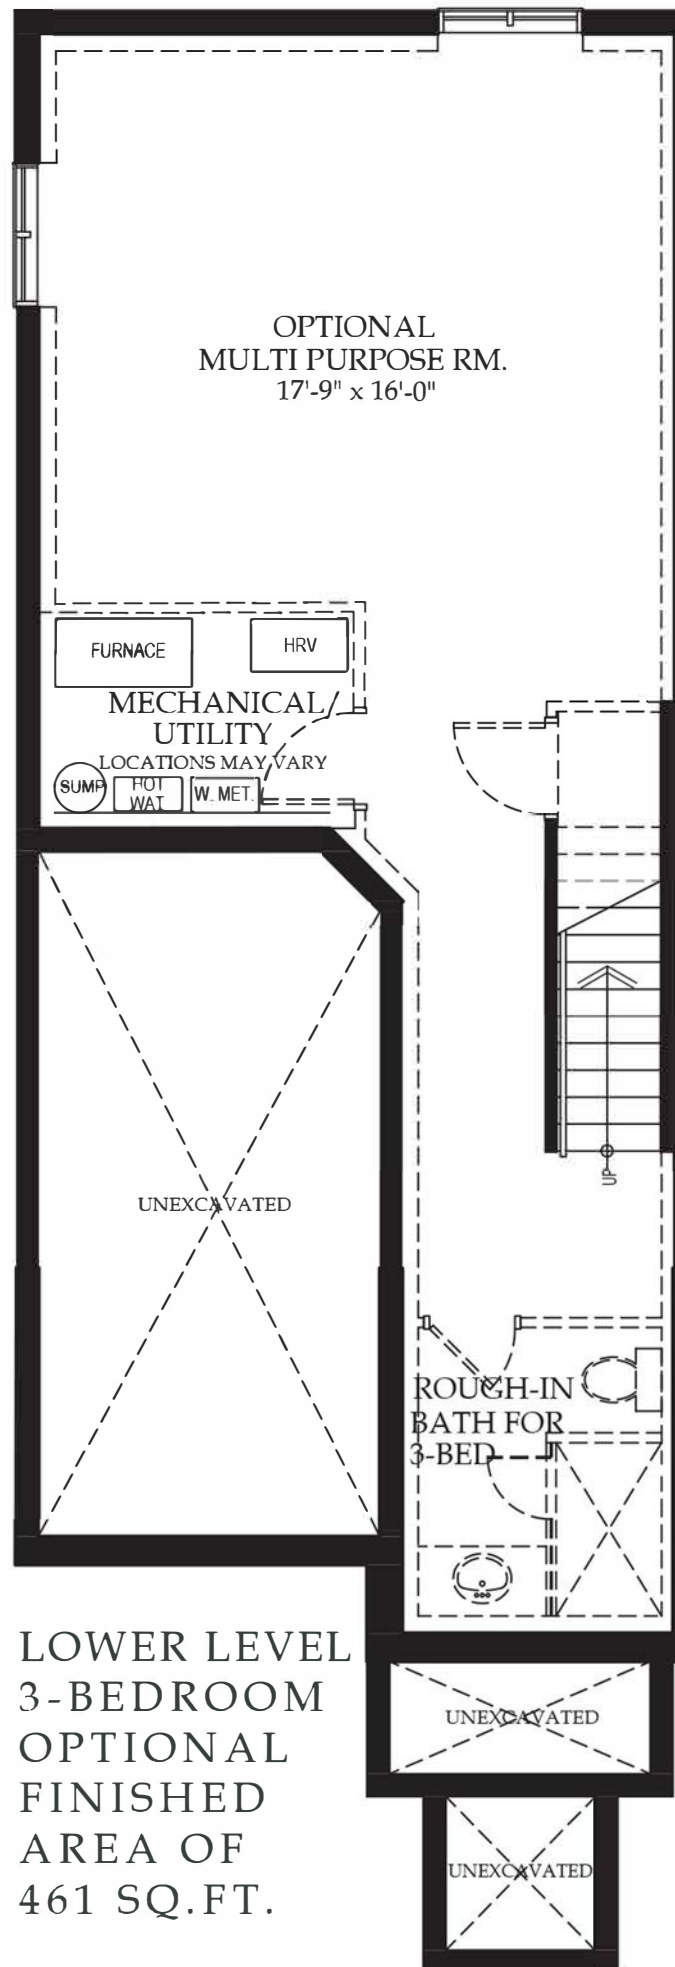 OPTIONAL
MULTI PURPOSE RM.
17'-9" x 16'-0"
FURNACE
HRV
MECHANICAL
UTILITY
LOCATIONS MAY VARY
SUMP
HOT
WAT
W. MET.
UNEXCAVATED
UP
ROUGH-IN
BATH FOR
3-BED
LOWER LEVEL
3-BEDROOM
OPTIONAL
FINISHED
AREA OF
461 SQ.FT.
UNEXCAVATED
UNEXCAVATED